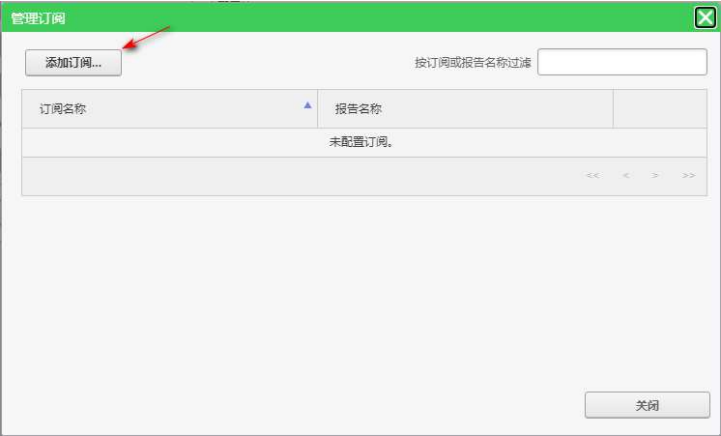 管理订阅
添加订阅...
按订阅或报告名称过滤
订阅名称
报告名称
未配置订阅。
<< < > >>
关闭